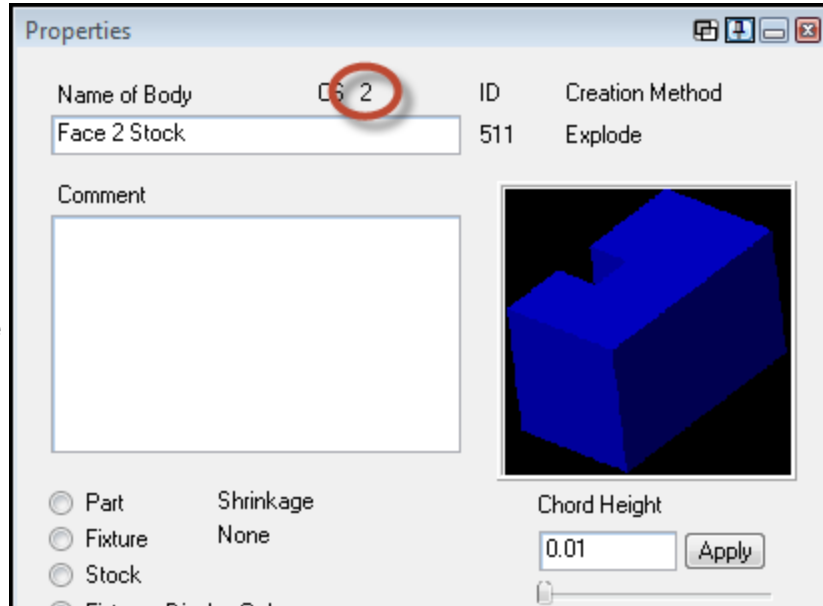 Properties
Name of Body CS 2 ID Creation Method
Face 2 Stock 511 Explode
Comment
Part Shrinkage
Fixture None
Stock
Chord Height
0.01 Apply